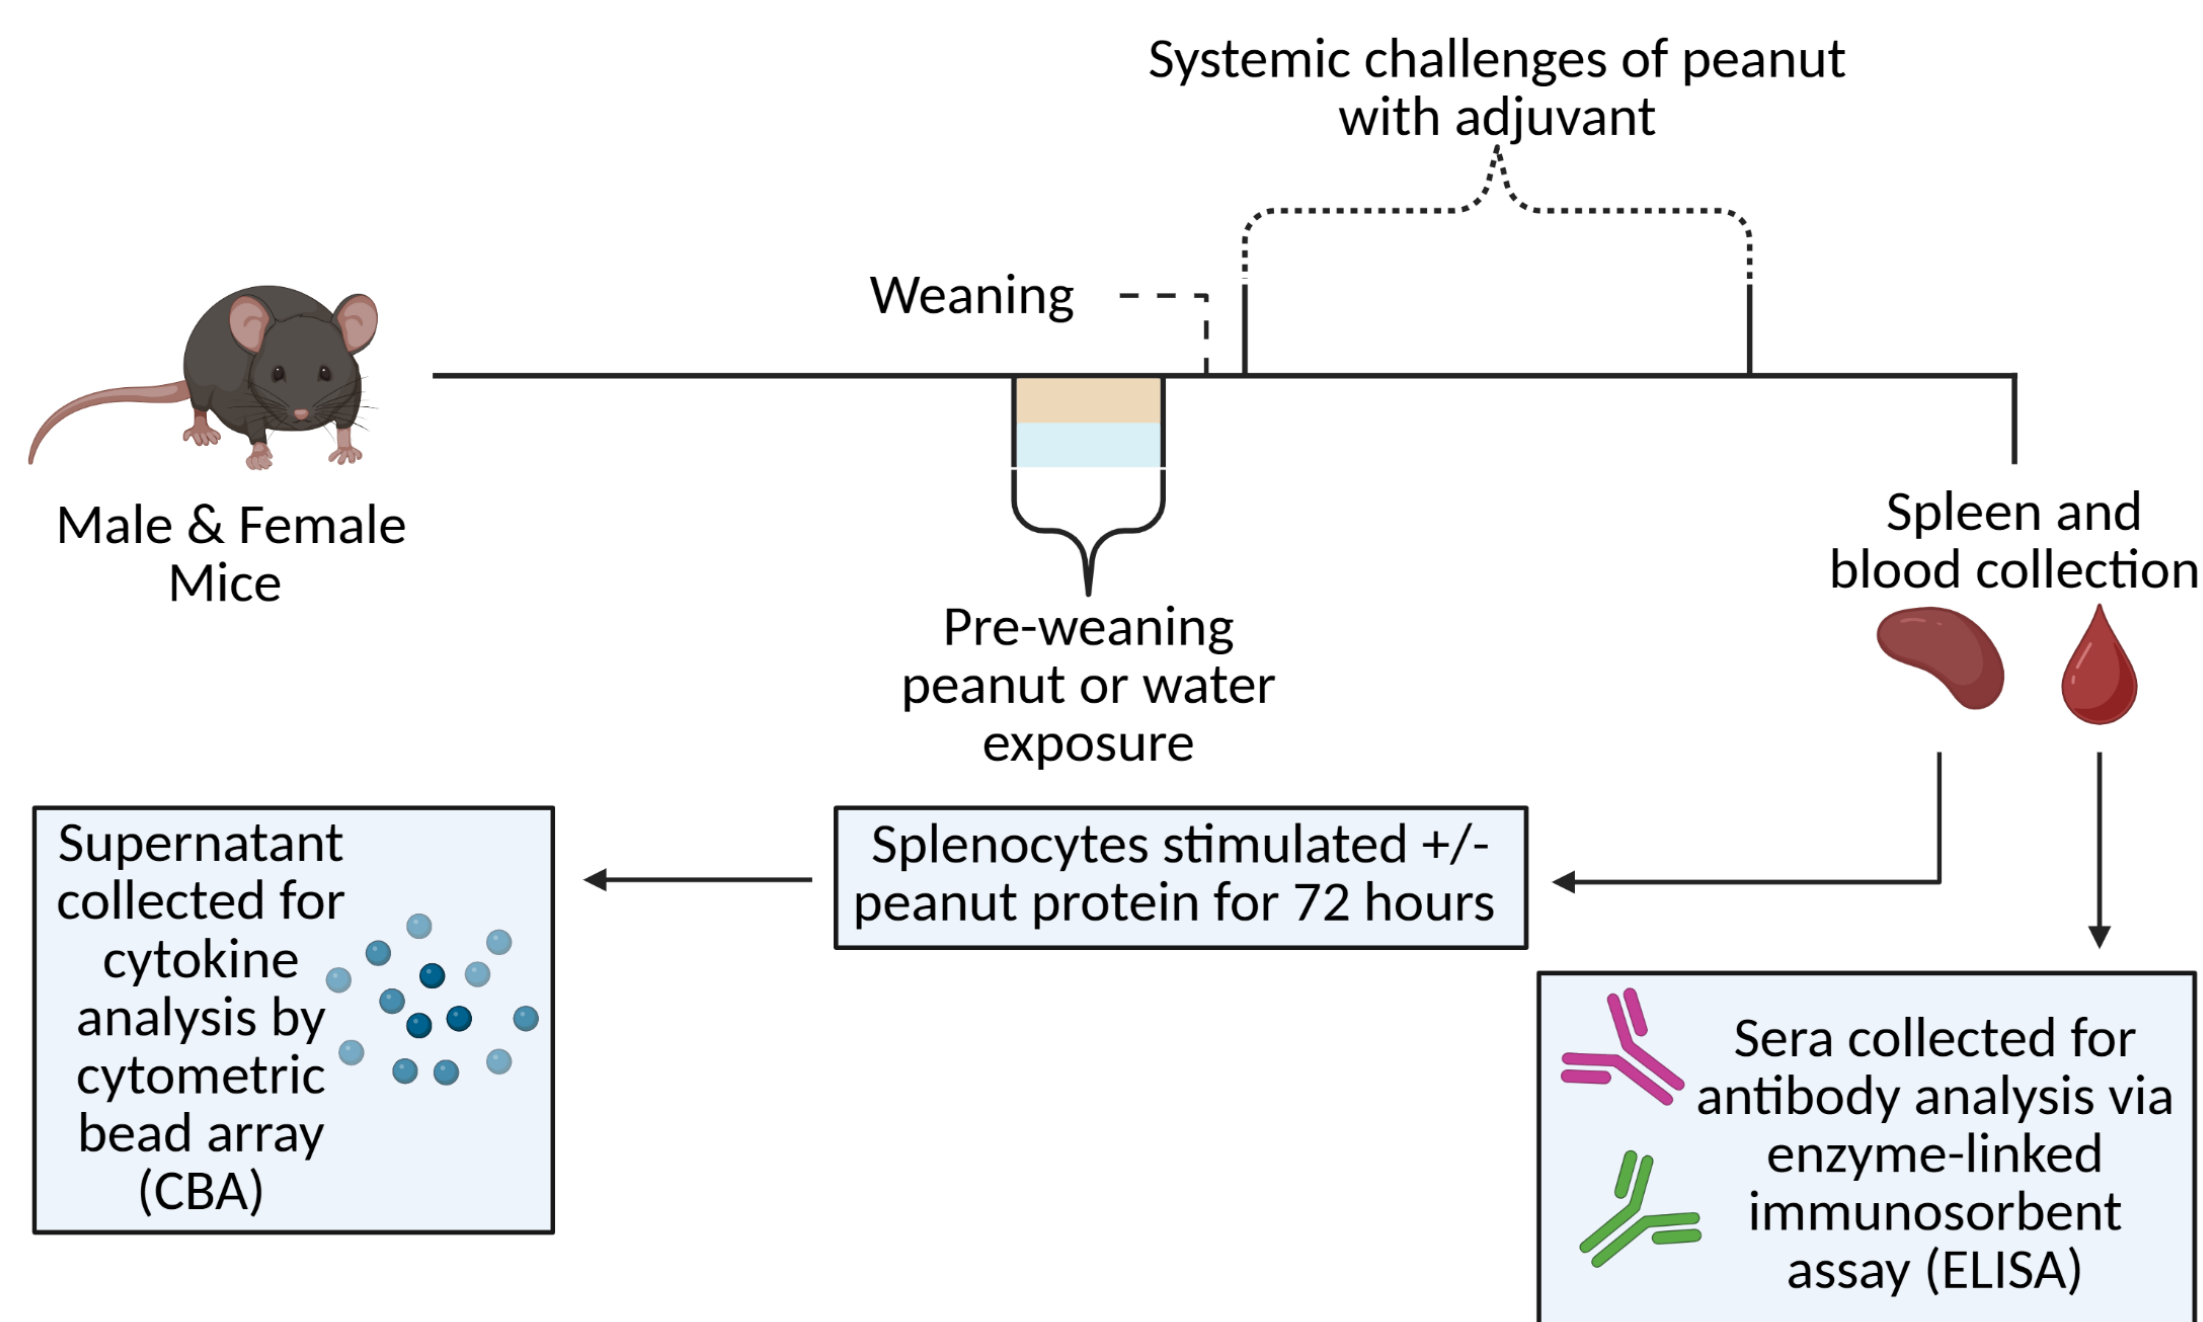 Systemic challenges of peanut
with adjuvant
Weaning
Male & Female
Mice
Pre-weaning
peanut or water
exposure
Spleen and
blood collection
Splenocytes stimulated +/-
peanut protein for 72 hours
Supernatant
collected for
cytokine
analysis by
cytometric
bead array
(CBA)
Sera collected for
antibody analysis via
enzyme-linked
immunosorbent
assay (ELISA)